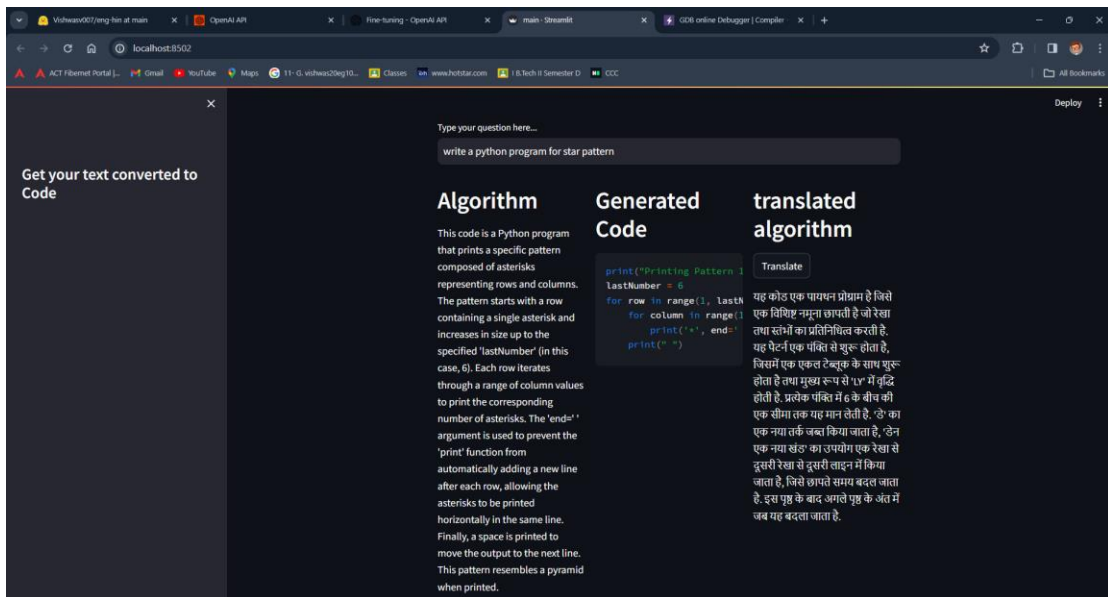 Vishwasv007/eng-hin at main
OpenAI API
Fine-tuning - OpenAI API
main · Streamlit
GDB online Debugger | Compiler
localhost:8502
ACT Fibernet Portal |...
Gmail
YouTube
Maps
11- G. vishwas20eg10...
Classes
www.hotstar.com
I B.Tech II Semester D
CCC
All Bookmarks
Deploy
Get your text converted to
Code
Type your question here...
write a python program for star pattern
Algorithm
This code is a Python program
that prints a specific pattern
composed of asterisks
representing rows and columns.
The pattern starts with a row
containing a single asterisk and
increases in size up to the
specified 'lastNumber' (in this
case, 6). Each row iterates
through a range of column values
to print the corresponding
number of asterisks. The 'end=' '
argument is used to prevent the
'print' function from
automatically adding a new line
after each row, allowing the
asterisks to be printed
horizontally in the same line.
Finally, a space is printed to
move the output to the next line.
This pattern resembles a pyramid
when printed.
Generated
Code
print("Printing Pattern 1
lastNumber = 6
for row in range(1, lastN
for column in range(1
print('*', end='
print(" ")
translated
algorithm
Translate
यह कोड एक पायथन प्रोग्राम है जिसे
एक विशिष्ट नमूना छापती है जो रेखा
तथा स्तंभों का प्रतिनिधित्व करती है.
यह पैटर्न एक पंक्ति से शुरू होता है,
जिसमें एक एकल टेब्लूक के साथ शुरू
होता है तथा मुख्य रूप से 'LY' में वृद्धि
होती है. प्रत्येक पंक्ति में 6 के बीच की
एक सीमा तक यह मान लेती है. 'डे' का
एक नया तर्क जब्त किया जाता है, 'डेन
एक नया खंड' का उपयोग एक रेखा से
दूसरी रेखा से दूसरी लाइन में किया
जाता है, जिसे छापते समय बदल जाता
है. इस पृष्ठ के बाद अगले पृष्ठ के अंत में
जब यह बदला जाता है.